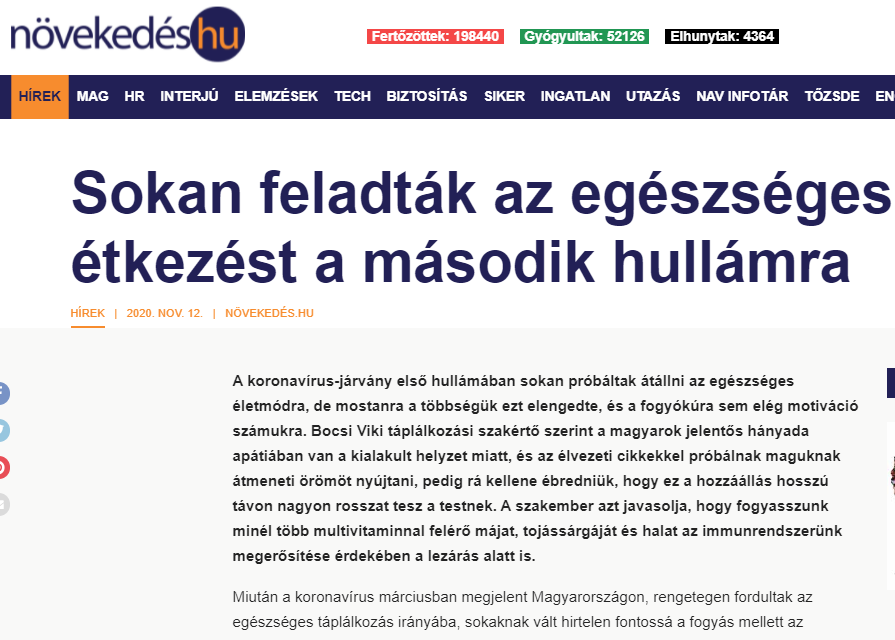 növekedéshu
Fertőzöttek: 198440 Gyógyultak: 52126 Elhunytak: 4364
HÍREK MAG HR INTERJÚ ELEMZÉSEK TECH BIZTOSÍTÁS SIKER INGATLAN UTAZÁS NAV INFOTÁR TŐZSDE EN
Sokan feladták az egészséges
étkezést a második hullámra
HÍREK | 2020. NOV. 12. | NÖVEKEDÉS.HU
A koronavírus-járvány első hullámában sokan próbáltak átállni az egészséges
életmódra, de mostanra a többségük ezt elengedte, és a fogyókúra sem elég motiváció
számukra. Bocsi Viki táplálkozási szakértő szerint a magyarok jelentős hányada
apátiában van a kialakult helyzet miatt, és az élvezeti cikkekkel próbálnak maguknak
átmeneti örömöt nyújtani, pedig rá kellene ébredniük, hogy ez a hozzáállás hosszú
távon nagyon rosszat tesz a testnek. A szakember azt javasolja, hogy fogyasszunk
minél több multivitaminnal felérő májat, tojássárgáját és halat az immunrendszerünk
megerősítése érdekében a lezárás alatt is.
Miután a koronavírus márciusban megjelent Magyarországon, rengetegen fordultak az
egészséges táplálkozás irányába, sokaknak vált hirtelen fontossá a fogyás mellett az